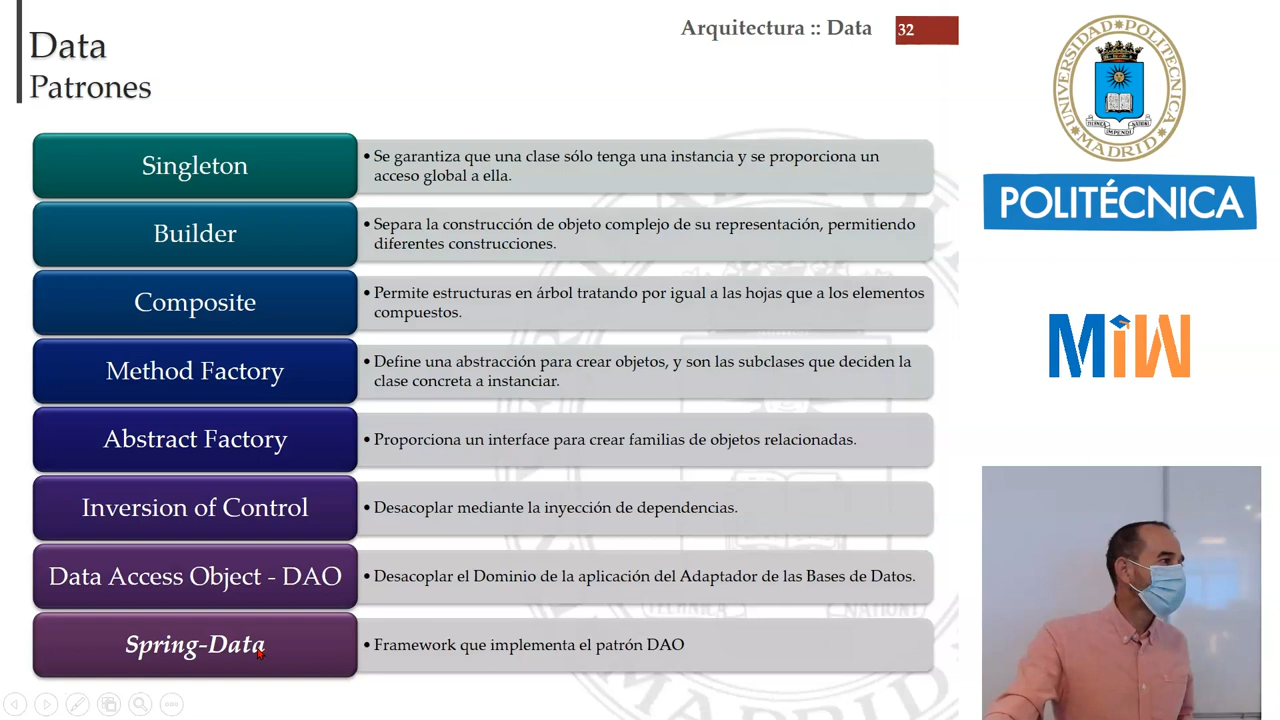 Data
Patrones
Arquitectura :: Data
32
Singleton
• Se garantiza que una clase sólo tenga una instancia y se proporciona un
acceso global a ella.
Builder
• Separa la construcción de objeto complejo de su representación, permitiendo
diferentes construcciones.
Composite
• Permite estructuras en árbol tratando por igual a las hojas que a los elementos
compuestos.
Method Factory
• Define una abstracción para crear objetos, y son las subclases que deciden la
clase concreta a instanciar.
Abstract Factory
• Proporciona un interface para crear familias de objetos relacionadas.
Inversion of Control
• Desacoplar mediante la inyección de dependencias.
Data Access Object - DAO
• Desacoplar el Dominio de la aplicación del Adaptador de las Bases de Datos.
Spring-Data
• Framework que implementa el patrón DAO
UNIVERSIDAD POLITECNICA
MADRID
POLITÉCNICA
MiW